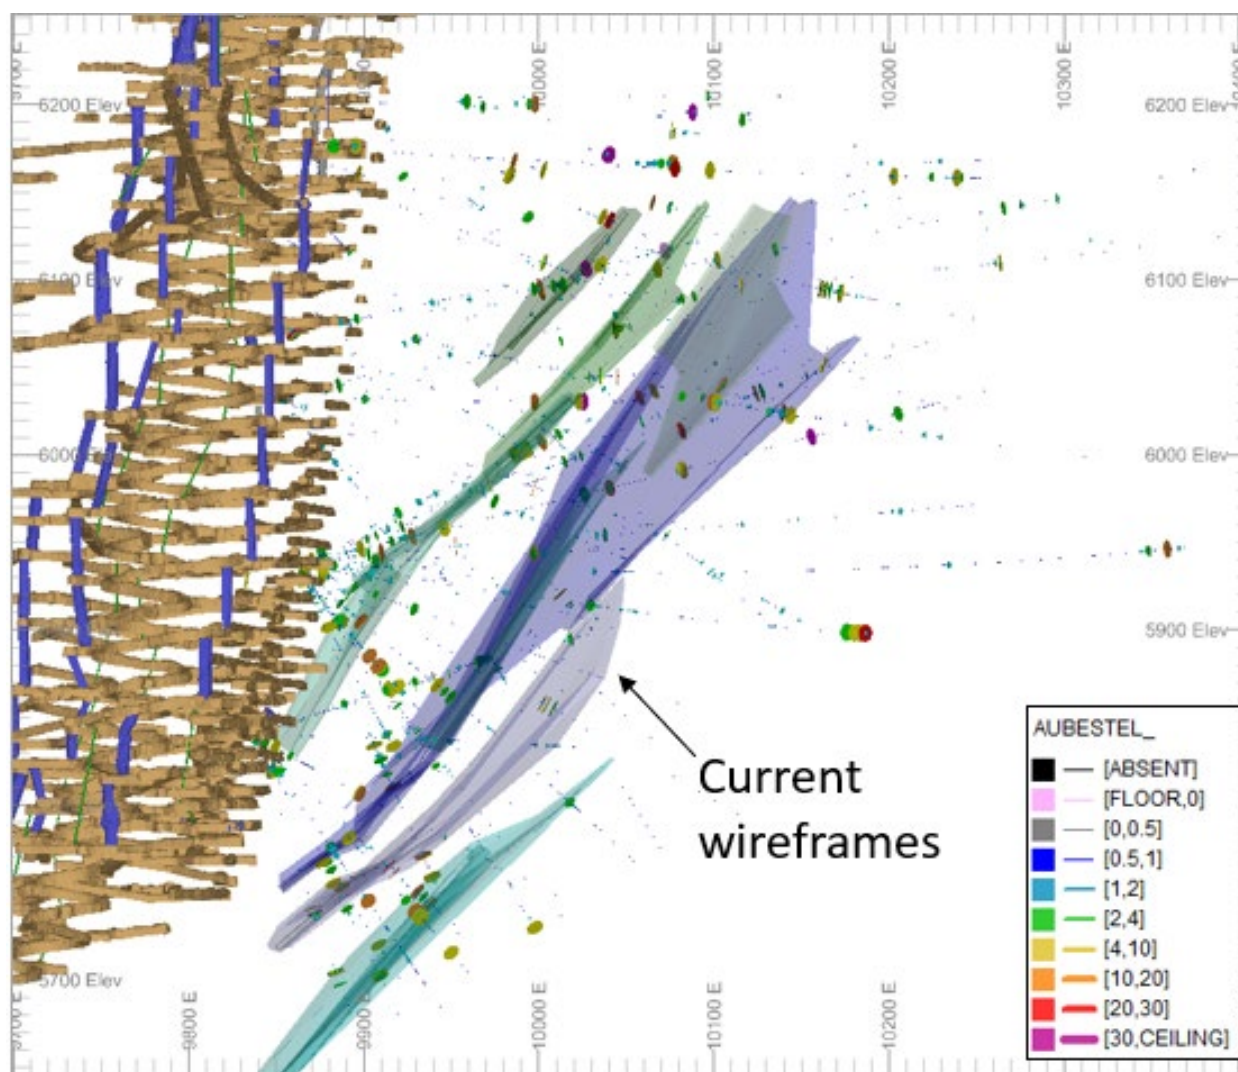 9700 E
10000 E
10100 E
10200 E
10300 E
6200 Elev
6200 Elev
6100 Elev
6100 Elev
6000 Elev
6000 Elev
5900 Elev
Current
wireframes
AUBESTEL_
[ABSENT]
[FLOOR,0]
[0,0.5]
[0.5,1]
[1,2]
[2,4]
[4,10]
[10,20]
[20,30]
[30,CEILING]
5700 Elev
9700 E
9800 E
9900 E
10000 E
10100 E
10200 E